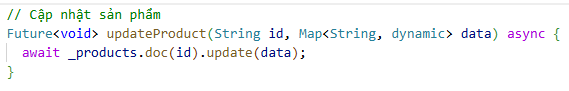 // Cập nhật sản phẩm
Future<void> updateProduct(String id, Map<String, dynamic> data) async {
  await _products.doc(id).update(data);
}